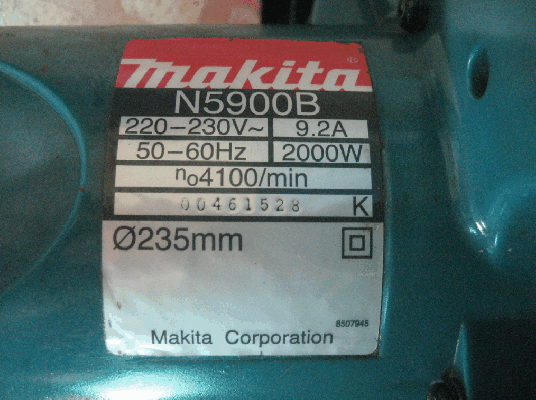 makita
N5900B
220-230V~ 9.2A
50-60Hz 2000W
no4100/min
00461528 K
Ø235mm
8507945
Makita Corporation